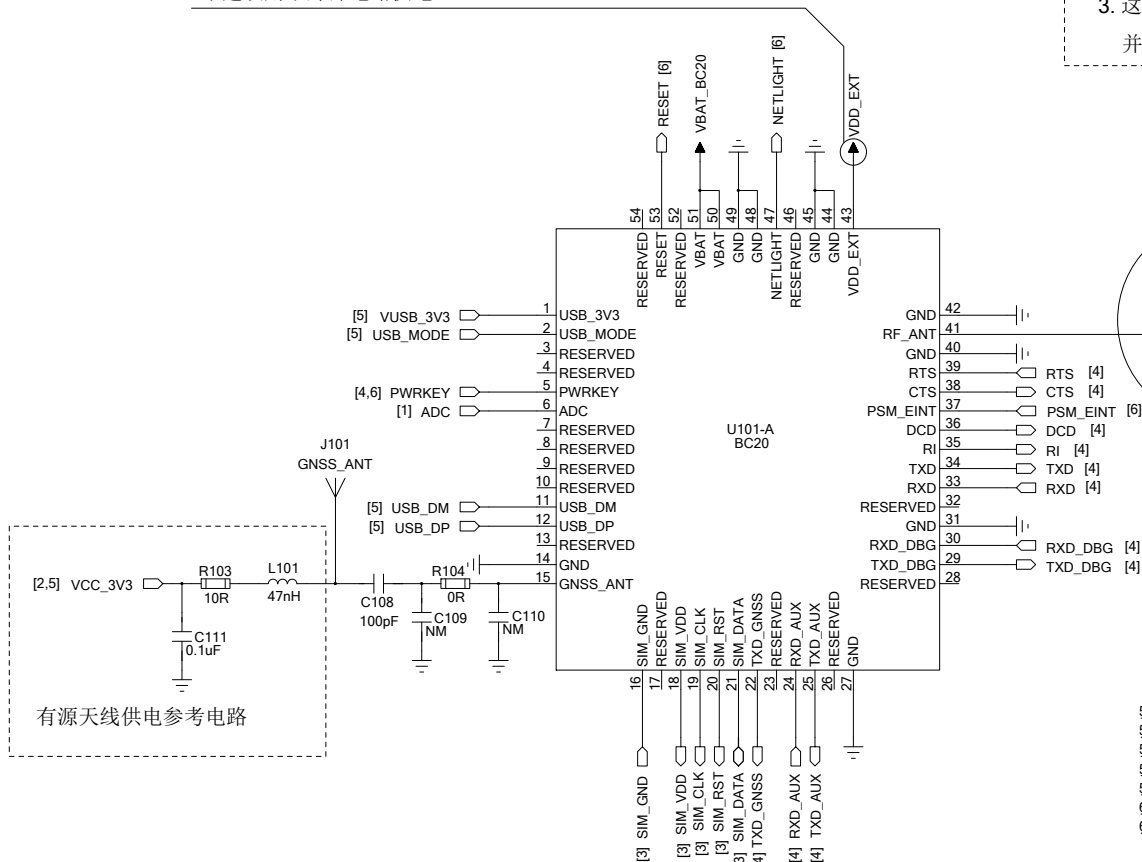 3. 这
并
RESET [6]
VBAT_BC20
NETLIGHT [6]
VDD_EXT
54
53
52
51
50
49
48
47
46
45
44
43
RESERVED
RESET
RESERVED
VBAT
VBAT
GND
GND
NETLIGHT
RESERVED
GND
GND
VDD_EXT
[5] VUSB_3V3 1 USB_3V3
[5] USB_MODE 2 USB_MODE
3 RESERVED
4 RESERVED
[4,6] PWRKEY 5 PWRKEY
[1] ADC 6 ADC
7 RESERVED
8 RESERVED
9 RESERVED
10 RESERVED
[5] USB_DM 11 USB_DM
[5] USB_DP 12 USB_DP
13 RESERVED
14 GND
15 GNSS_ANT
U101-A
BC20
GND 42
RF_ANT 41
GND 40
RTS 39 RTS [4]
CTS 38 CTS [4]
PSM_EINT 37 PSM_EINT [6]
DCD 36 DCD [4]
RI 35 RI [4]
TXD 34 TXD [4]
RXD 33 RXD [4]
RESERVED 32
GND 31
RXD_DBG 30 RXD_DBG [4]
TXD_DBG 29 TXD_DBG [4]
RESERVED 28
J101
GNSS_ANT
[2,5] VCC_3V3
R103
10R
L101
47nH
C108
100pF
R104
0R
C109
NM
C110
NM
C111
0.1uF
有源天线供电参考电路
SIM_GND
RESERVED
SIM_VDD
SIM_CLK
SIM_RST
SIM_DATA
TXD_GNSS
RESERVED
RXD_AUX
TXD_AUX
RESERVED
GND
16
17
18
19
20
21
22
23
24
25
26
27
[3] SIM_GND
[3] SIM_VDD
[3] SIM_CLK
[3] SIM_RST
3] SIM_DATA
4] TXD_GNSS
[4] RXD_AUX
[4] TXD_AUX